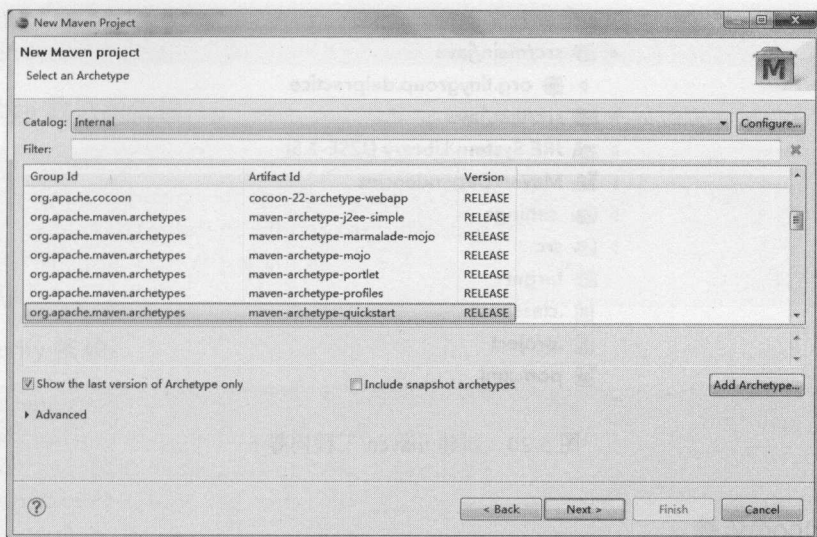 New Maven Project
New Maven project
Select an Archetype
M
Catalog: Internal Configure...
Filter:
Group Id Artifact Id Version
org.apache.cocoon cocoon-22-archetype-webapp RELEASE
org.apache.maven.archetypes maven-archetype-j2ee-simple RELEASE
org.apache.maven.archetypes maven-archetype-marmalade-mojo RELEASE
org.apache.maven.archetypes maven-archetype-mojo RELEASE
org.apache.maven.archetypes maven-archetype-portlet RELEASE
org.apache.maven.archetypes maven-archetype-profiles RELEASE
org.apache.maven.archetypes maven-archetype-quickstart RELEASE
Show the last version of Archetype only Include snapshot archetypes Add Archetype...
Advanced
? < Back Next > Finish Cancel